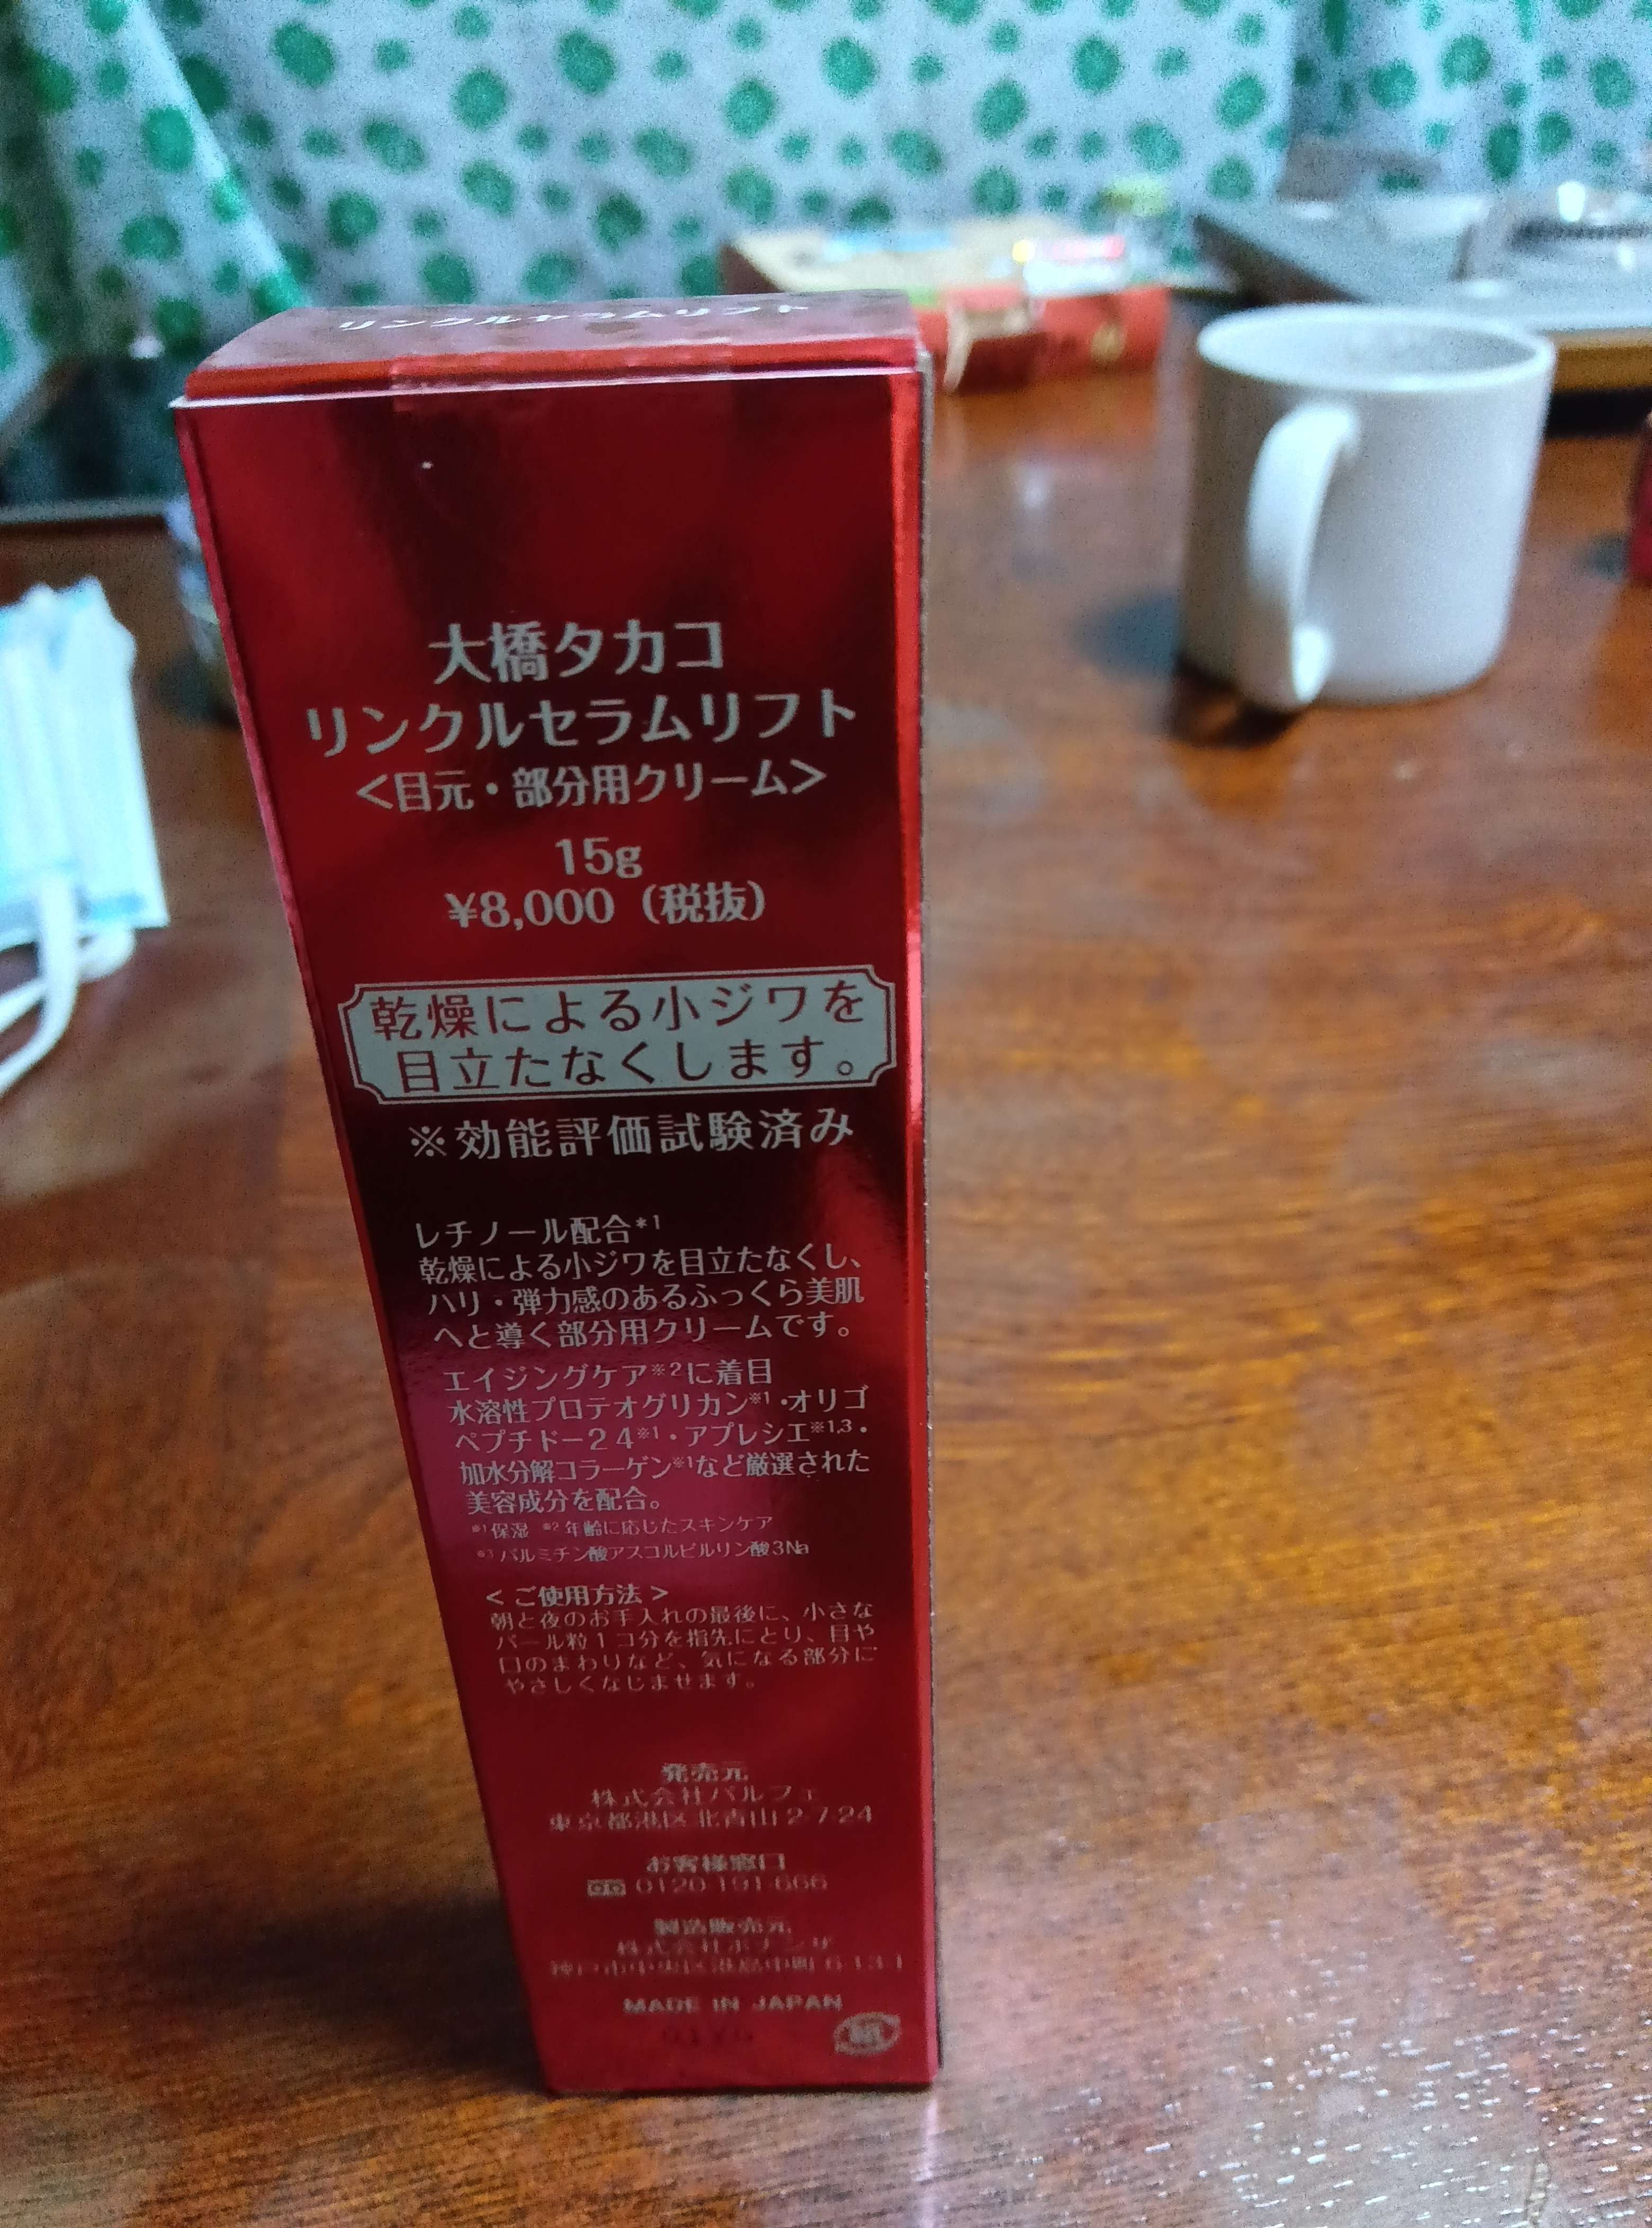 リンクルセラムリフト
大橋タカコ
リンクルセラムリフト
＜目元・部分用クリーム＞
15g
¥8,000（税抜）
乾燥による小ジワを
目立たなくします。
※効能評価試験済み
レチノール配合※1
乾燥による小ジワを目立たなくし、
ハリ・弾力感のあるふっくら美肌
へと導く部分用クリームです。
エイジングケア※2に着目
水溶性プロテオグリカン※1・オリゴ
ペプチドー24※1・アプレシエ※1,3・
加水分解コラーゲン※1など厳選された
美容成分を配合。
※1 保湿 ※2 年齢に応じたスキンケア
※3 パルミチン酸アスコルビルリン酸3Na
＜ご使用方法＞
朝と夜のお手入れの最後に、小さな
パール粒1コ分を指先にとり、目や
口のまわりなど、気になる部分に
やさしくなじませます。
発売元
株式会社パルフェ
東京都港区北青山2-7-24
お客様窓口
0120-191-666
製造販売元
株式会社ボナンザ
神戸市中央区港島中町6-13-1
MADE IN JAPAN